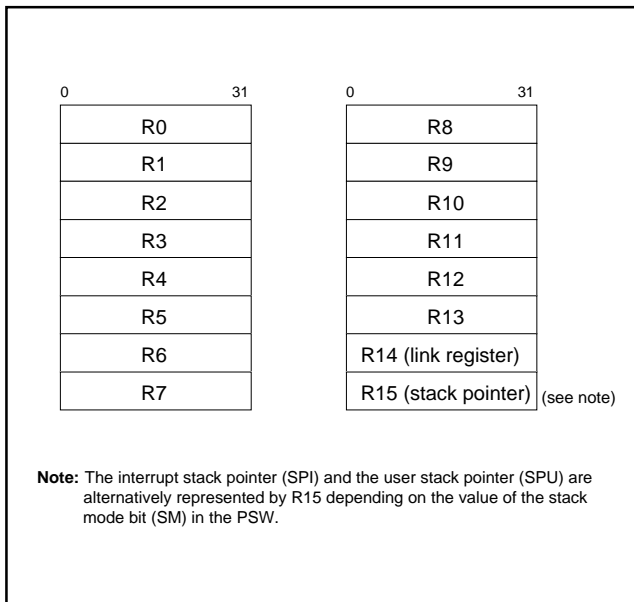 0 31
R0
R1
R2
R3
R4
R5
R6
R7
0 31
R8
R9
R10
R11
R12
R13
R14 (link register)
R15 (stack pointer) (see note)
Note: The interrupt stack pointer (SPI) and the user stack pointer (SPU) are
alternatively represented by R15 depending on the value of the stack
mode bit (SM) in the PSW.